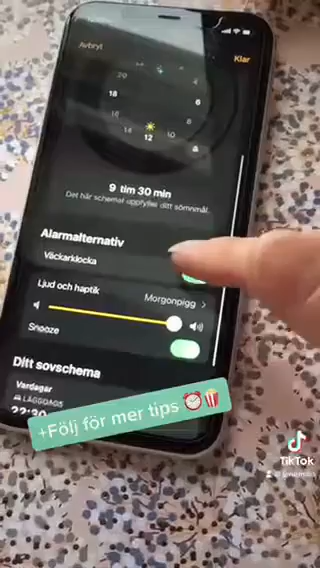 Avbryt
Klar
20
18
6
16
8
14
12
10
9 tim 30 min
Det här schemat uppfyller ditt sömnmål.
Alarmalternativ
Väckarklocka
Ljud och haptik
Morgonpigg >
Snooze
Ditt sovschema
Vardagar
LÄGGDAGS
22:30
+Följ för mer tips
TikTok